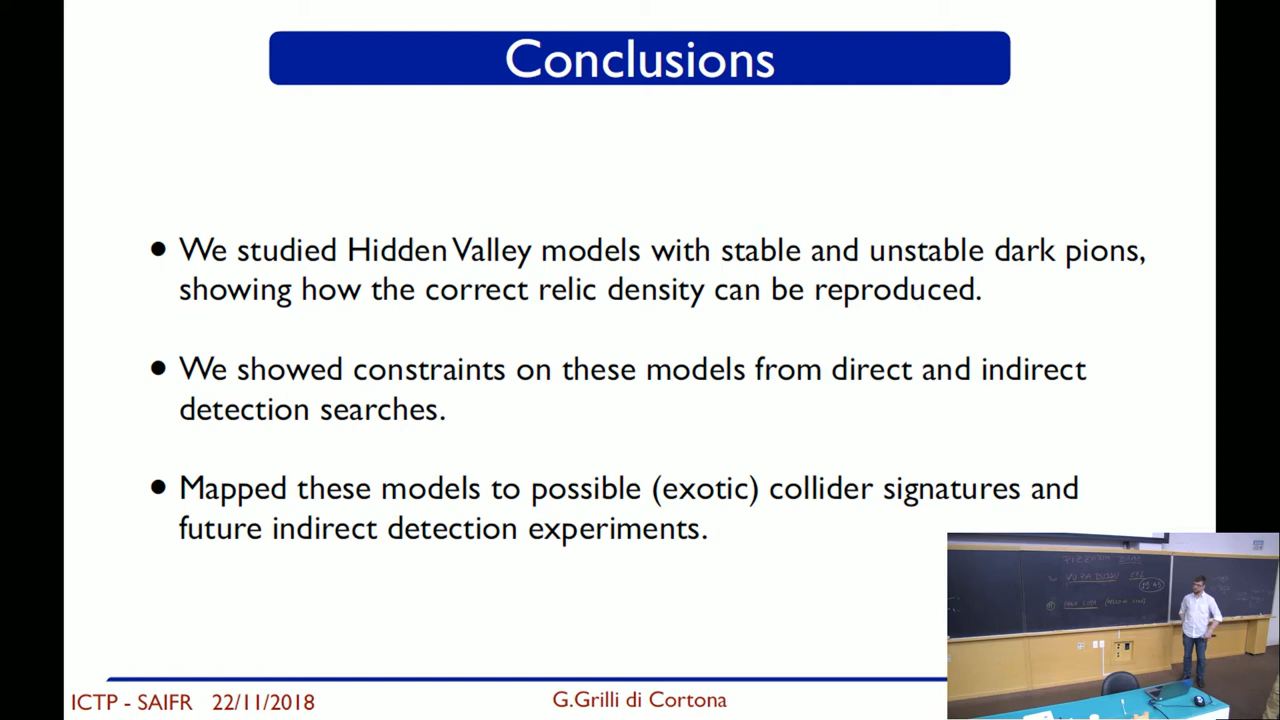 Conclusions
• We studied Hidden Valley models with stable and unstable dark pions,
showing how the correct relic density can be reproduced.
• We showed constraints on these models from direct and indirect
detection searches.
• Mapped these models to possible (exotic) collider signatures and
future indirect detection experiments.
ICTP - SAIFR 22/11/2018
G.Grilli di Cortona